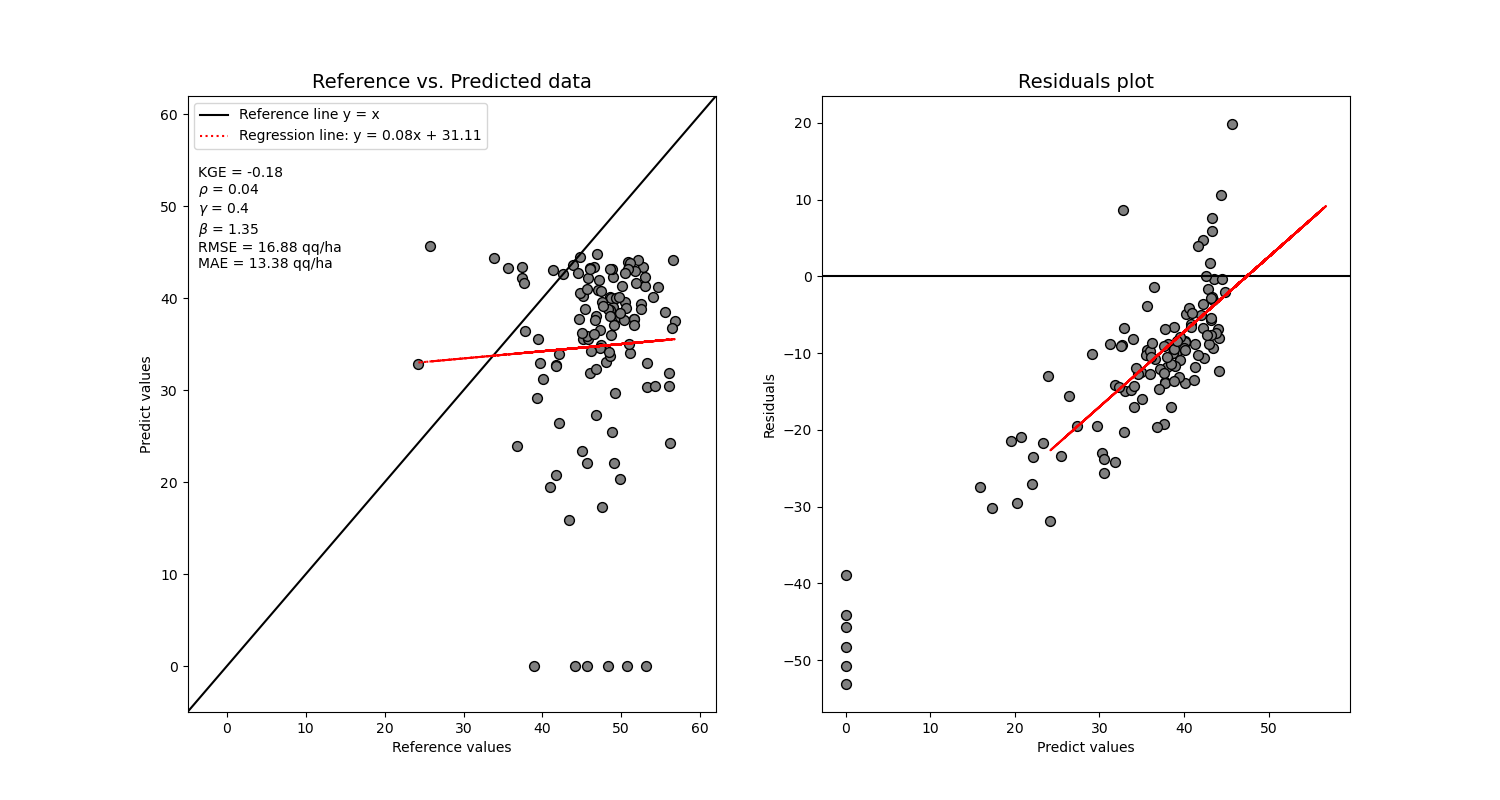 Reference vs. Predicted data
Reference line y = x
Regression line: y = 0.08x + 31.11
KGE = -0.18
ρ = 0.04
γ = 0.4
β = 1.35
RMSE = 16.88 qq/ha
MAE = 13.38 qq/ha
60
50
40
30
20
10
0
Predict values
0 10 20 30 40 50 60
Reference values
Residuals plot
20
10
0
−10
−20
−30
−40
−50
Residuals
0 10 20 30 40 50
Predict values